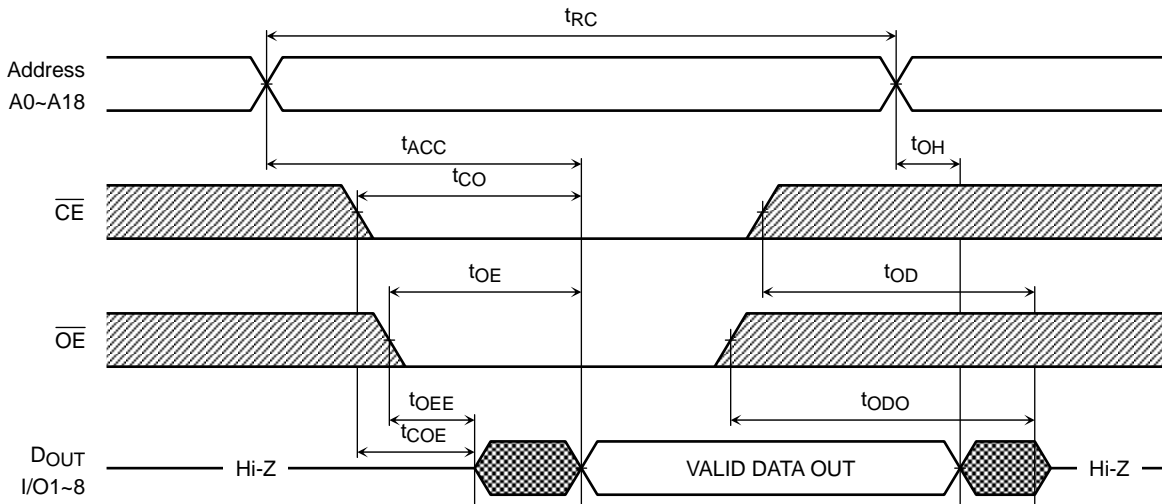 tRC
Address
A0~A18
tACC
tOH
tCO
CE
tOE
tOD
OE
tOEE
tODO
tCOE
DOUT
I/O1~8
Hi-Z
VALID DATA OUT
Hi-Z